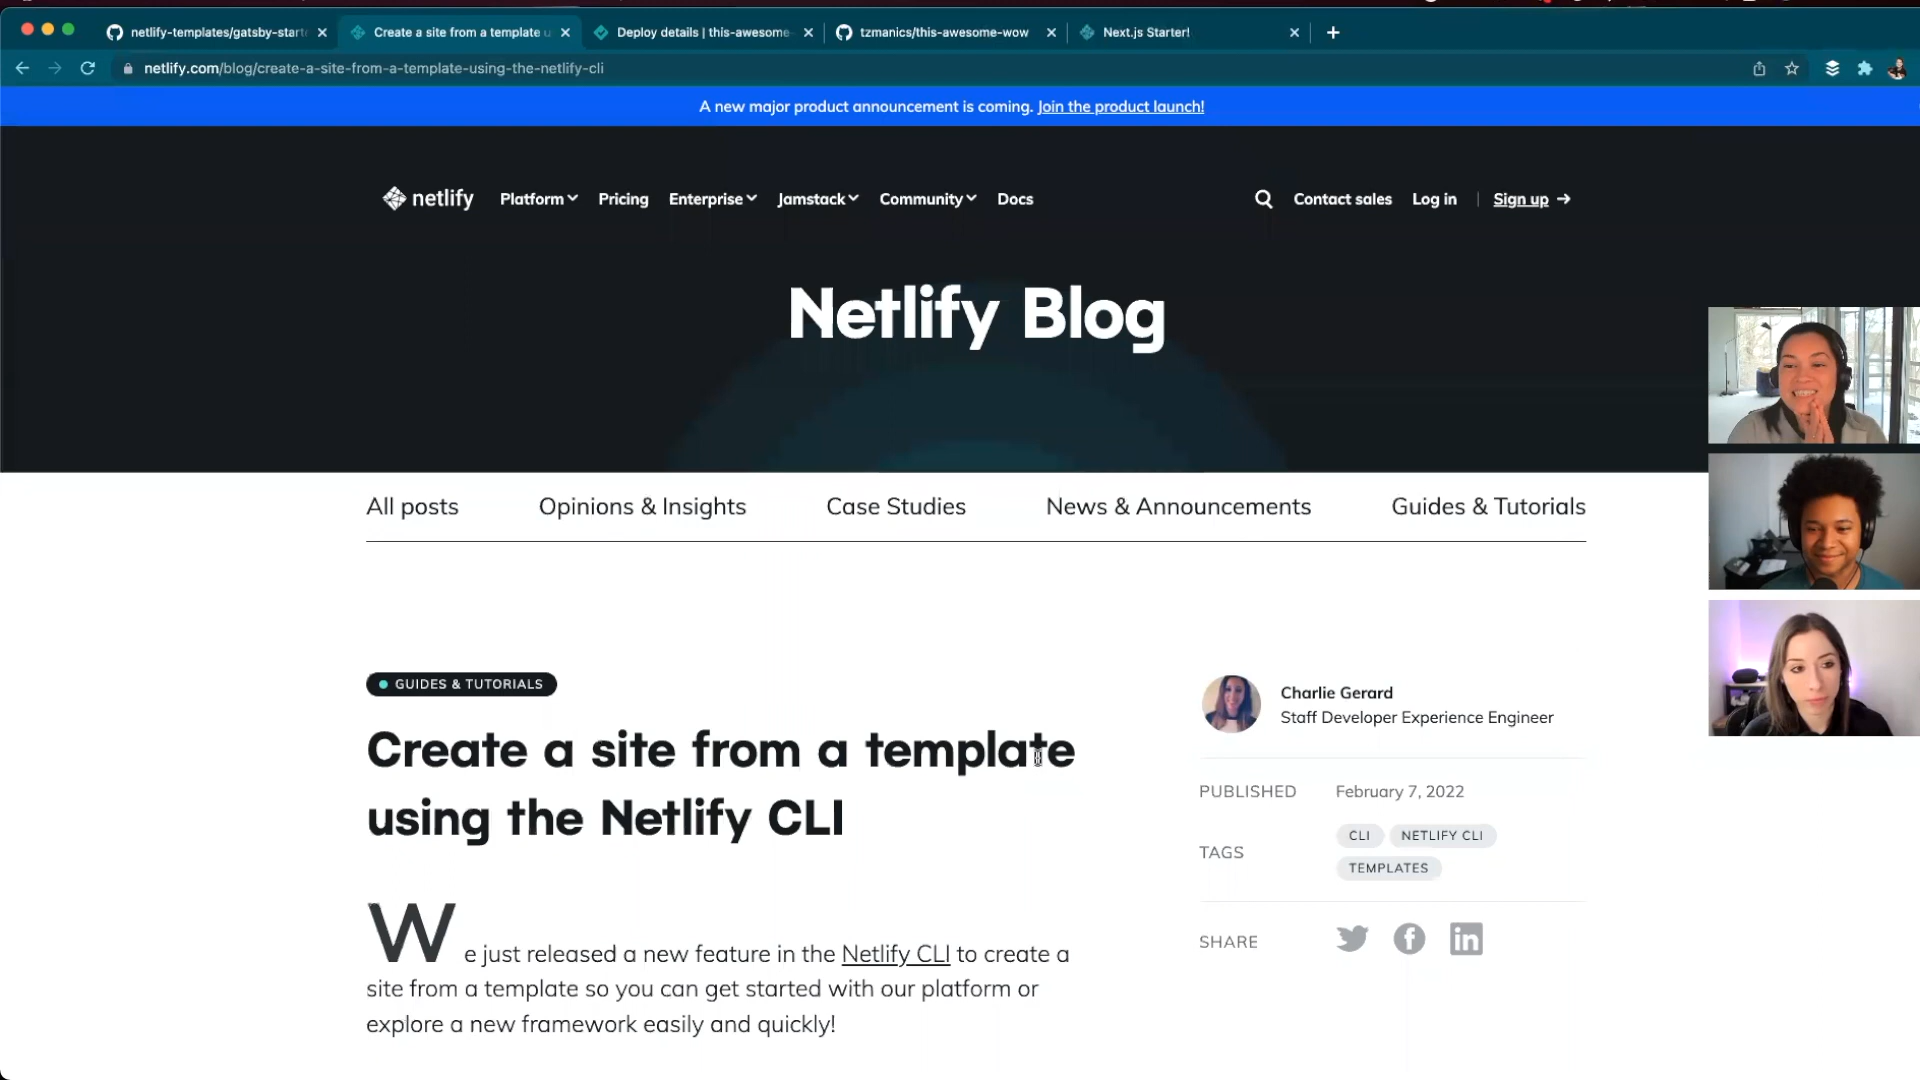 netlify-templates/gatsby-start
Create a site from a template u
Deploy details | this-awesome-
tzmanics/this-awesome-wow
Next.js Starter!
netlify.com/blog/create-a-site-from-a-template-using-the-netlify-cli
A new major product announcement is coming. Join the product launch!
netlify
Platform
Pricing
Enterprise
Jamstack
Community
Docs
Contact sales
Log in
Sign up →
Netlify Blog
All posts
Opinions & Insights
Case Studies
News & Announcements
Guides & Tutorials
GUIDES & TUTORIALS
Create a site from a template
using the Netlify CLI
We just released a new feature in the Netlify CLI to create a
site from a template so you can get started with our platform or
explore a new framework easily and quickly!
Charlie Gerard
Staff Developer Experience Engineer
PUBLISHED February 7, 2022
TAGS
CLI
NETLIFY CLI
TEMPLATES
SHARE